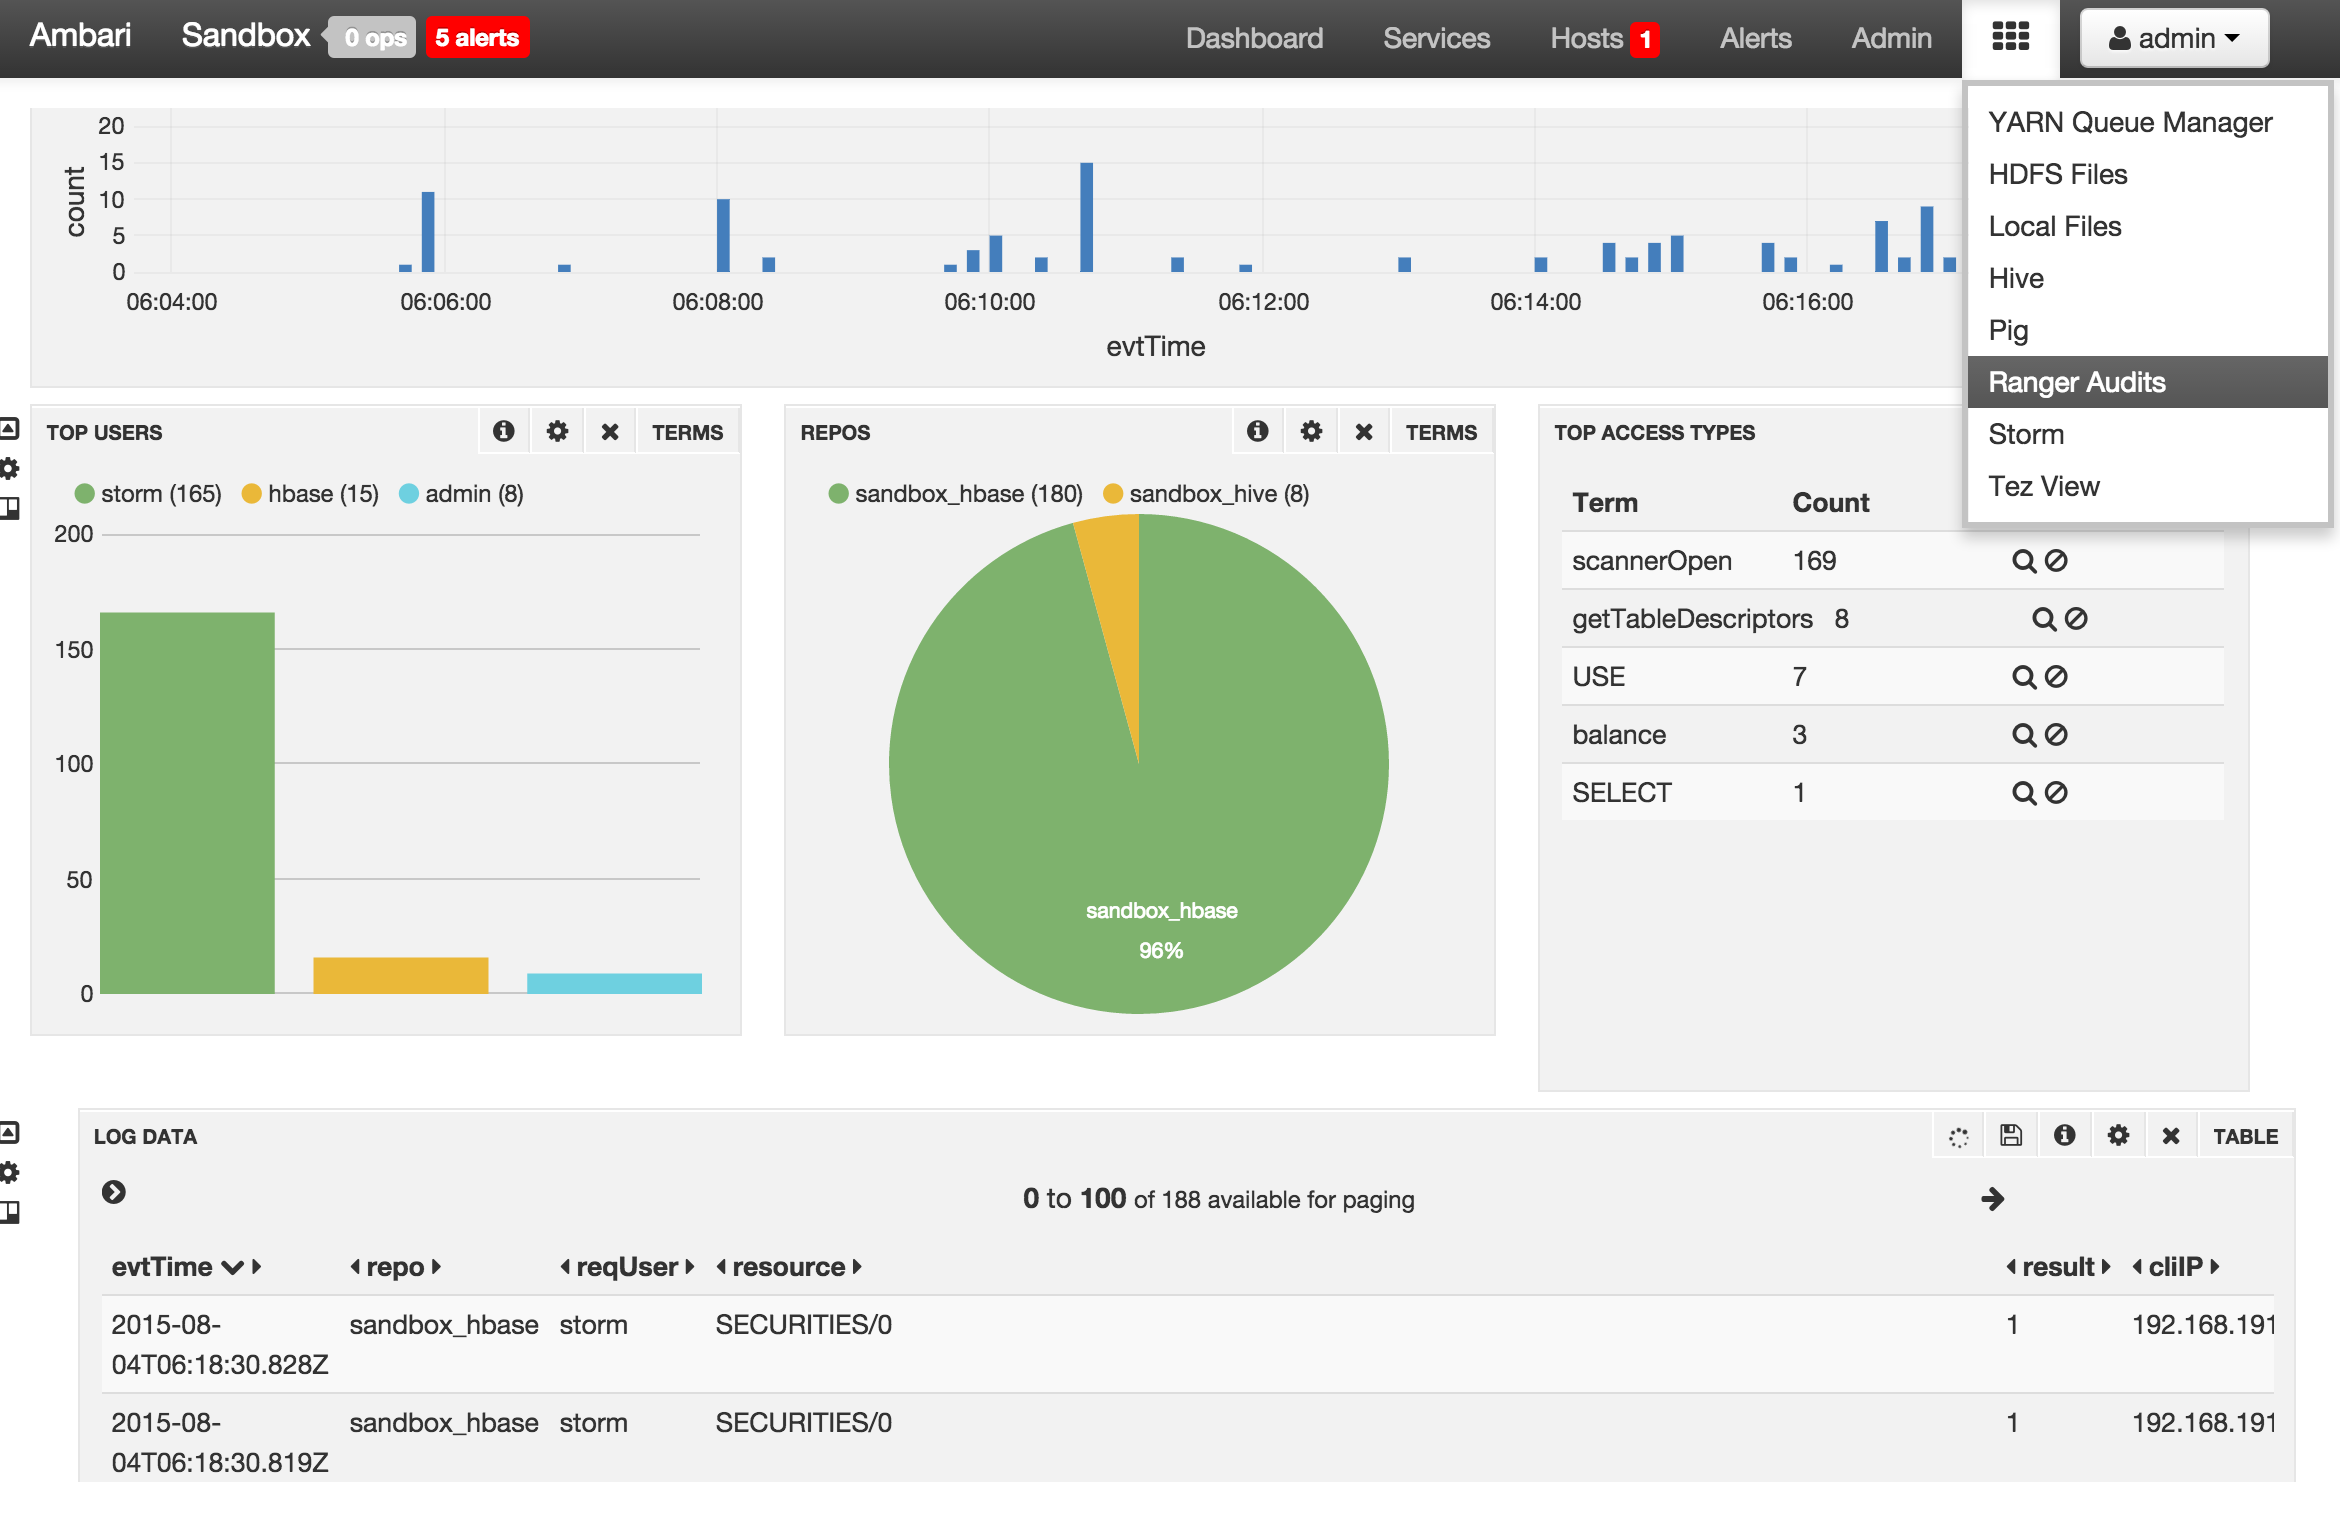 Ambari Sandbox 0 ops 5 alerts Dashboard Services Hosts 1 Alerts Admin admin
YARN Queue Manager
HDFS Files
Local Files
Hive
Pig
Ranger Audits
Storm
Tez View
20
15
10
5
0
count
06:04:00 06:06:00 06:08:00 06:10:00 06:12:00 06:14:00 06:16:00
evtTime
TOP USERS TERMS
storm (165) hbase (15) admin (8)
200
150
100
50
0
REPOS TERMS
sandbox_hbase (180) sandbox_hive (8)
sandbox_hbase
96%
TOP ACCESS TYPES
Term Count
scannerOpen 169
getTableDescriptors 8
USE 7
balance 3
SELECT 1
LOG DATA TABLE
0 to 100 of 188 available for paging
evtTime repo reqUser resource result cliIP
2015-08- sandbox_hbase storm SECURITIES/0 1 192.168.191
04T06:18:30.828Z
2015-08- sandbox_hbase storm SECURITIES/0 1 192.168.191
04T06:18:30.819Z